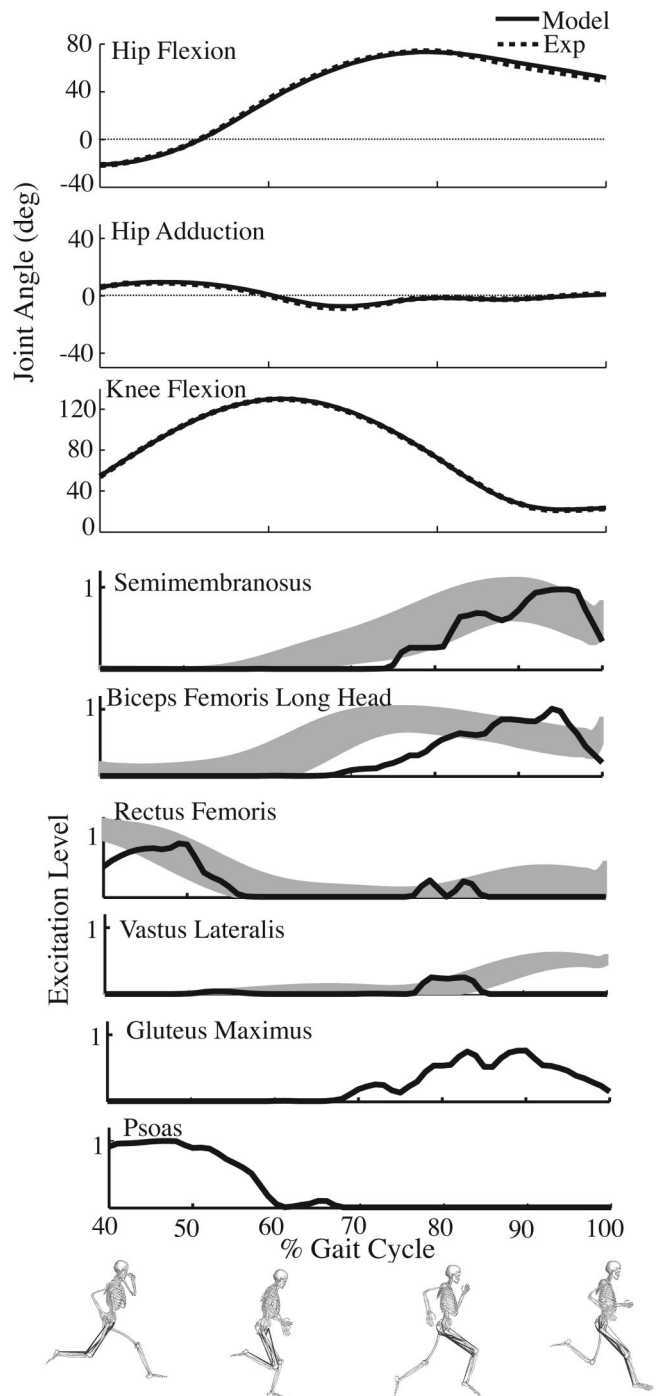 Model
Exp
Hip Flexion
80
40
0
-40
Joint Angle (deg)
Hip Adduction
40
0
-50
Knee Flexion
120
80
40
0
Excitation Level
Semimembranosus
1
Biceps Femoris Long Head
1
Rectus Femoris
1
Vastus Lateralis
1
Gluteus Maximus
1
Psoas
1
40 50 60 70 80 90 100
% Gait Cycle